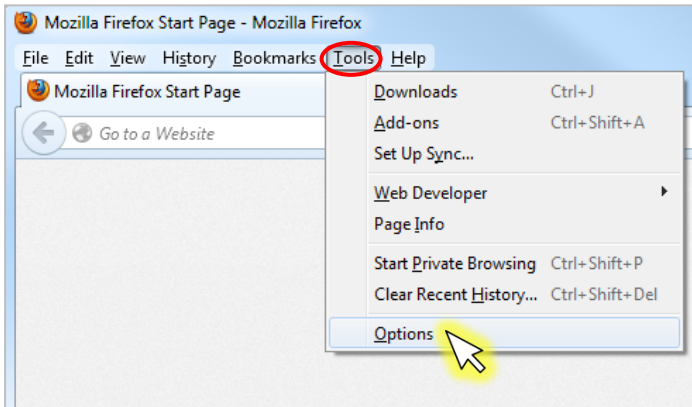 Mozilla Firefox Start Page - Mozilla Firefox
File Edit View History Bookmarks Tools Help
Mozilla Firefox Start Page
Go to a Website
Downloads Ctrl+J
Add-ons Ctrl+Shift+A
Set Up Sync...
Web Developer
Page Info
Start Private Browsing Ctrl+Shift+P
Clear Recent History... Ctrl+Shift+Del
Options